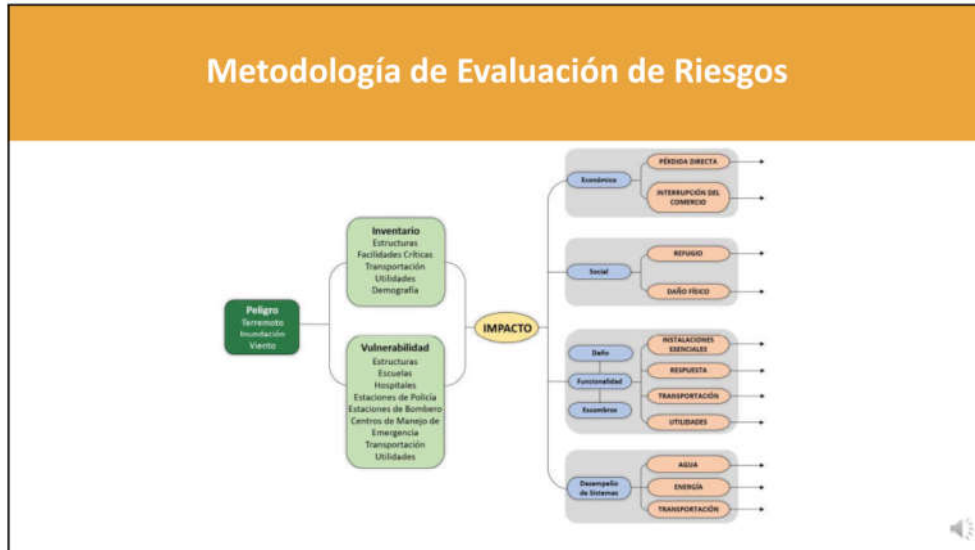 Metodología de Evaluación de Riesgos
Peligro
Terremoto
Inundación
Viento
Inventario
Estructuras
Facilidades Críticas
Transportación
Utilidades
Demografía
Vulnerabilidad
Estructuras
Escuelas
Hospitales
Estaciones de Policía
Estaciones de Bombero
Centros de Manejo de
Emergencia
Transportación
Utilidades
IMPACTO
Económico
PÉRDIDA DIRECTA
INTERRUPCIÓN DEL
COMERCIO
Social
REFUGIO
DAÑO FÍSICO
Daño
Funcionalidad
Escombros
INSTALACIONES
ESENCIALES
RESPUESTA
TRANSPORTACIÓN
UTILIDADES
Desempeño
de Sistemas
AGUA
ENERGÍA
TRANSPORTACIÓN